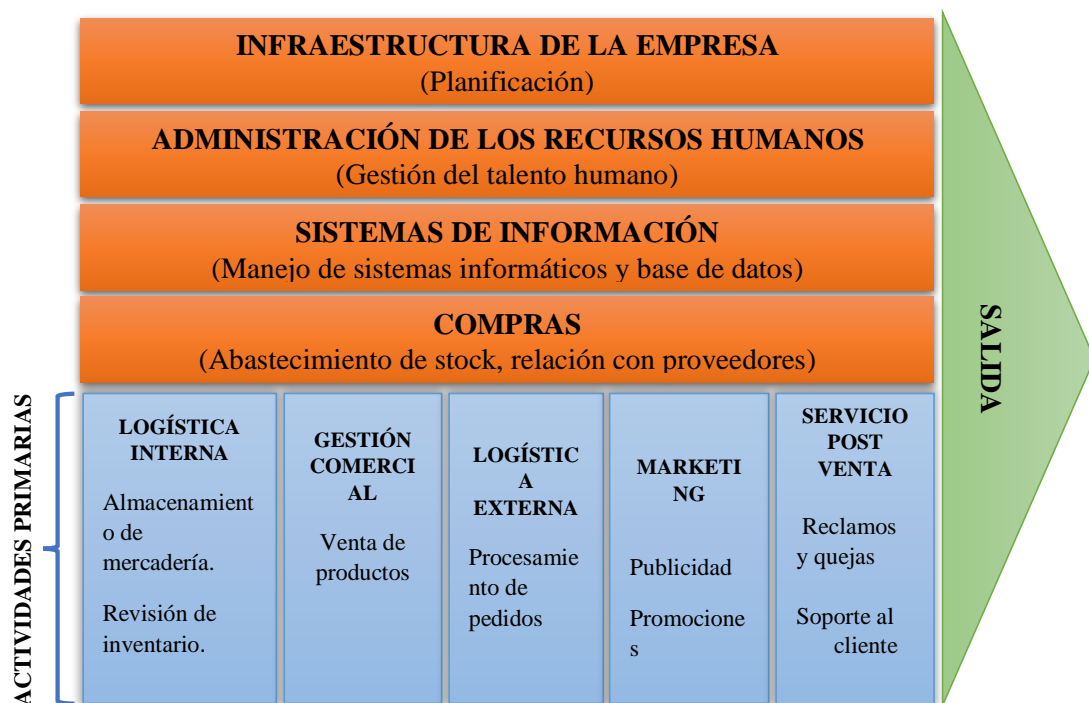 INFRAESTRUCTURA DE LA EMPRESA
(Planificación)
ADMINISTRACIÓN DE LOS RECURSOS HUMANOS
(Gestión del talento humano)
SISTEMAS DE INFORMACIÓN
(Manejo de sistemas informáticos y base de datos)
COMPRAS
(Abastecimiento de stock, relación con proveedores)
SALIDA
ACTIVIDADES PRIMARIAS
LOGÍSTICA
INTERNA
Almacenamient
o de
mercadería.
Revisión de
inventario.
GESTIÓN
COMERCI
AL
Venta de
productos
LOGÍSTIC
A
EXTERNA
Procesamie
nto de
pedidos
MARKETI
NG
Publicidad
Promocione
s
SERVICIO
POST
VENTA
Reclamos
y quejas
Soporte al
cliente